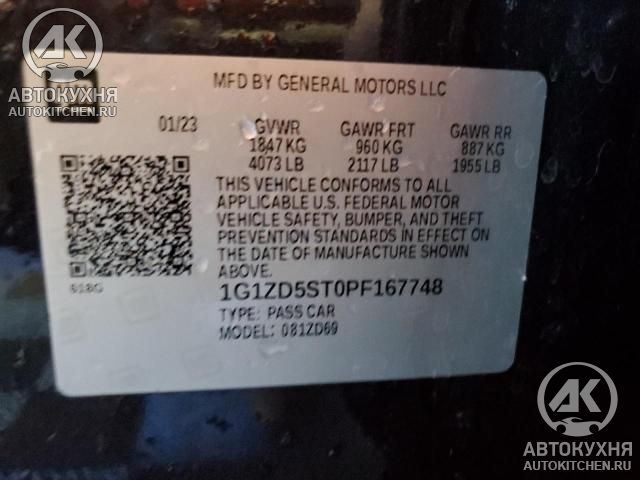 AK
АВТОКУХНЯ
AUTOKITCHEN.RU
MFD BY GENERAL MOTORS LLC
01/23 GVWR GAWR FRT GAWR RR
1847 KG 960 KG 887 KG
4073 LB 2117 LB 1955 LB
THIS VEHICLE CONFORMS TO ALL
APPLICABLE U.S. FEDERAL MOTOR
VEHICLE SAFETY, BUMPER, AND THEFT
PREVENTION STANDARDS IN EFFECT ON
THE DATE OF MANUFACTURE SHOWN
ABOVE.
618G
1G1ZD5ST0PF167748
TYPE: PASS CAR
MODEL: 081ZD69
AK
АВТОКУХНЯ
AUTOKITCHEN.RU